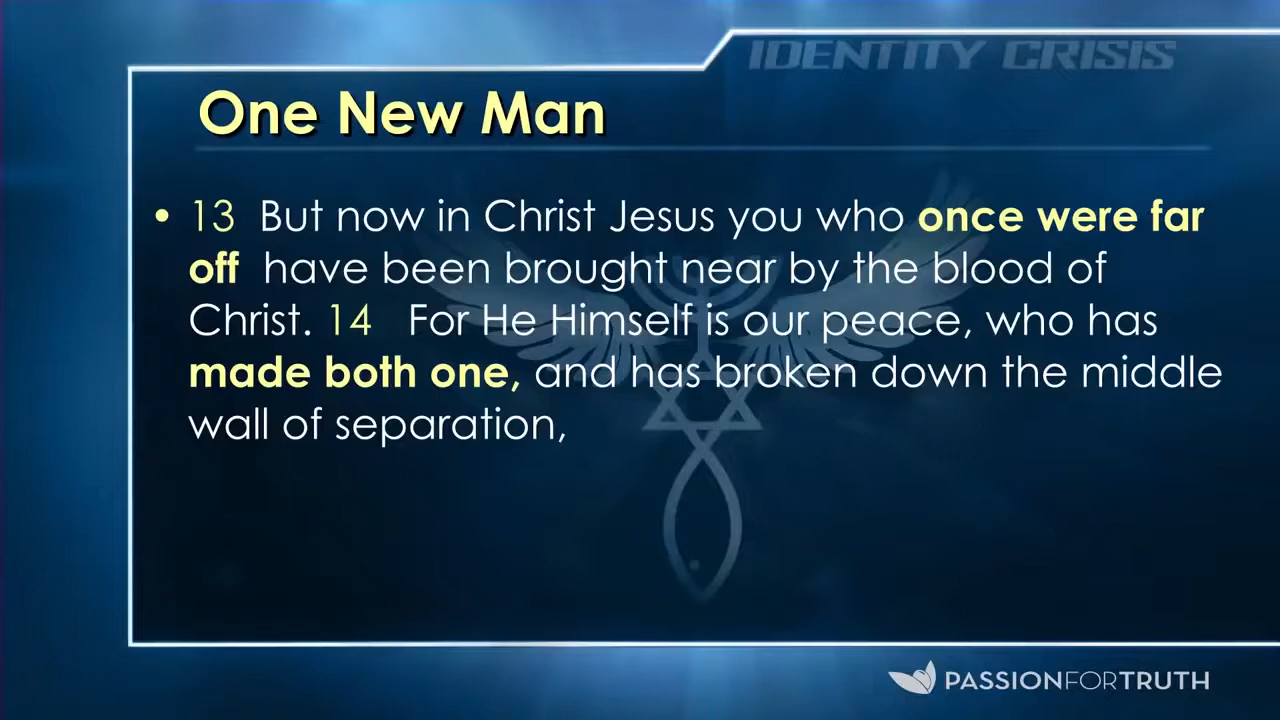 IDENTITY CRISIS
One New Man
• 13 But now in Christ Jesus you who once were far
off have been brought near by the blood of
Christ. 14 For He Himself is our peace, who has
made both one, and has broken down the middle
wall of separation,
PASSIONFORTRUTH